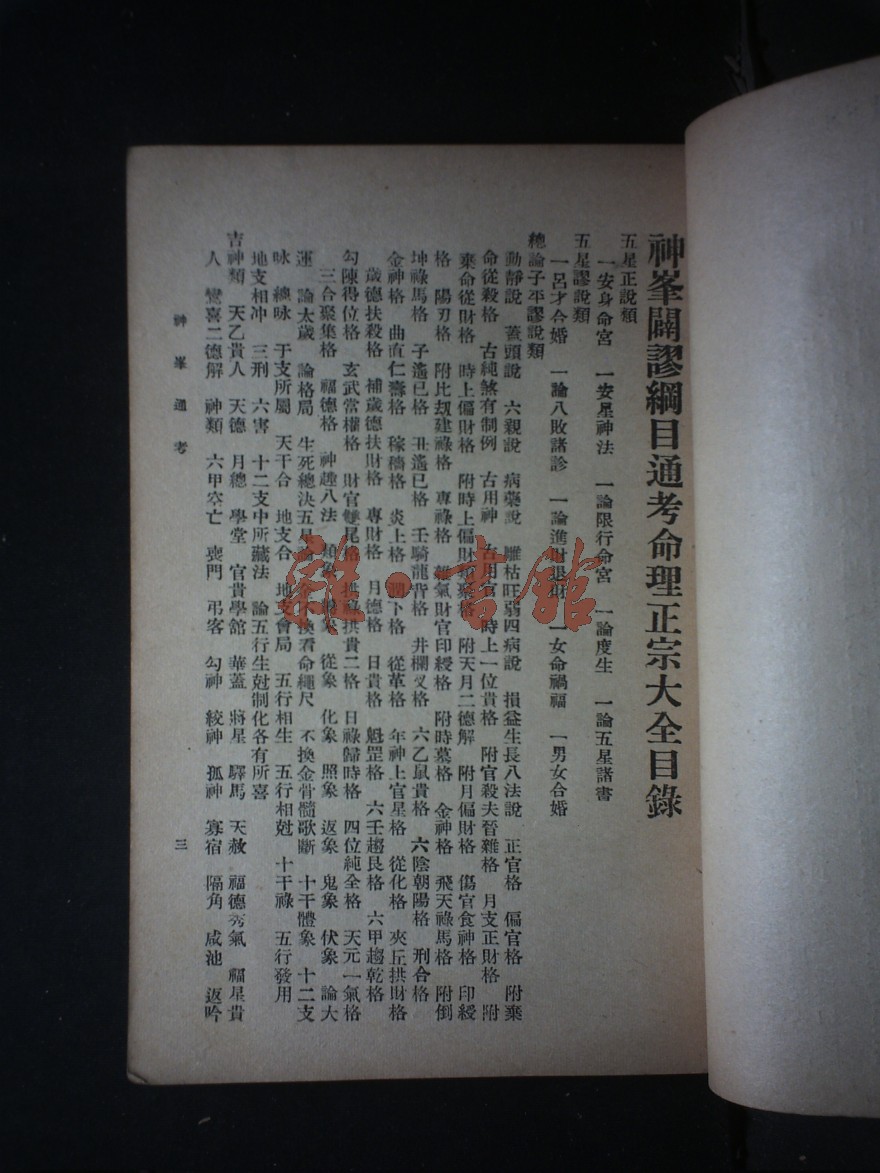 神峯闢謬綱目通考命理正宗大全目錄
五星正說類
一安身命宮　一安星神法　一論限行命宮　一論度生　一論五星諸書
五星謬說類
一呂才合婚　一論八敗諸診　一論進財退財　一女命禍福　一男女合婚
總論子平謬說類
動靜說　蓋頭說　六親說　病藥說　雕枯旺弱四病說　損益生長八法說　正官格　偏官格　附棄
命從殺格　古純煞有制例　古用神　古用官　時上一位貴格　附官殺去留雜格　月支正財格　附
棄命從財格　時上偏財格　附時上偏財格　附天月二德解　附月偏財格　傷官食神格　印綬
格　陽刃格　附比刼建祿格　專祿格　雜氣財官印綬格　附時墓格　金神格　飛天祿馬格　附倒
坤祿馬格　子遙巳格　丑遙巳格　壬騎龍背格　井欄叉格　六乙鼠貴格　六陰朝陽格　刑合格
金神格　曲直仁壽格　稼穡格　炎上格　潤下格　從革格　年神上官星格　從化格　夾丘拱財格
歲德扶殺格　補歲德扶財格　專財格　月德格　日貴格　魁罡格　六壬趨艮格　六甲趨乾格
勾陳得位格　玄武當權格　財官雙尾格　拱祿拱貴二格　日祿歸時格　四位純全格　天元一氣格
三合聚集格　福德格　神趣八法　類象　屬象　從象　化象　照象　返象　鬼象　伏象　論大
運　論太歲　論格局　生死總決五星論　金不換看命繩尺　不換金骨髓歌斷　十干體象　十二支
咏　總咏　于支所屬　天干合　地支合　地支會局　五行相生　五行相尅　十干祿　五行發用
地支相冲　三刑　六害　十二支中所藏法　論五行生尅制化各有所喜
吉神類　天乙貴人　天德　月總　學堂　官貴學舘　華蓋　將星　驛馬　天赦　福德秀氣　福星貴
人　鸞喜二德解　神類　六甲空亡　喪門　弔客　勾神　絞神　孤神　寡宿　隔角　咸池　返吟
神峯通考
三
雜·書館